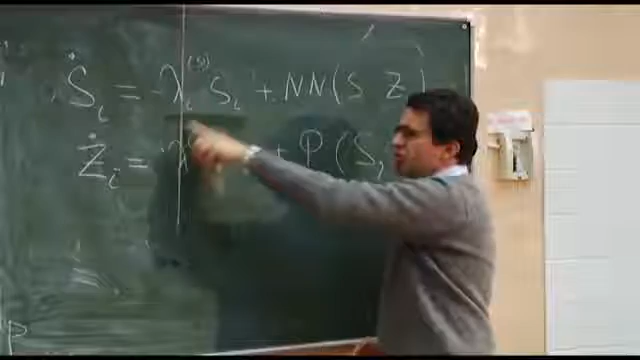 Ṡᵢ = -λᵢ⁽ˢ⁾ Sᵢ + NN(S Z)
Żᵢ = -λ + P(S,
P